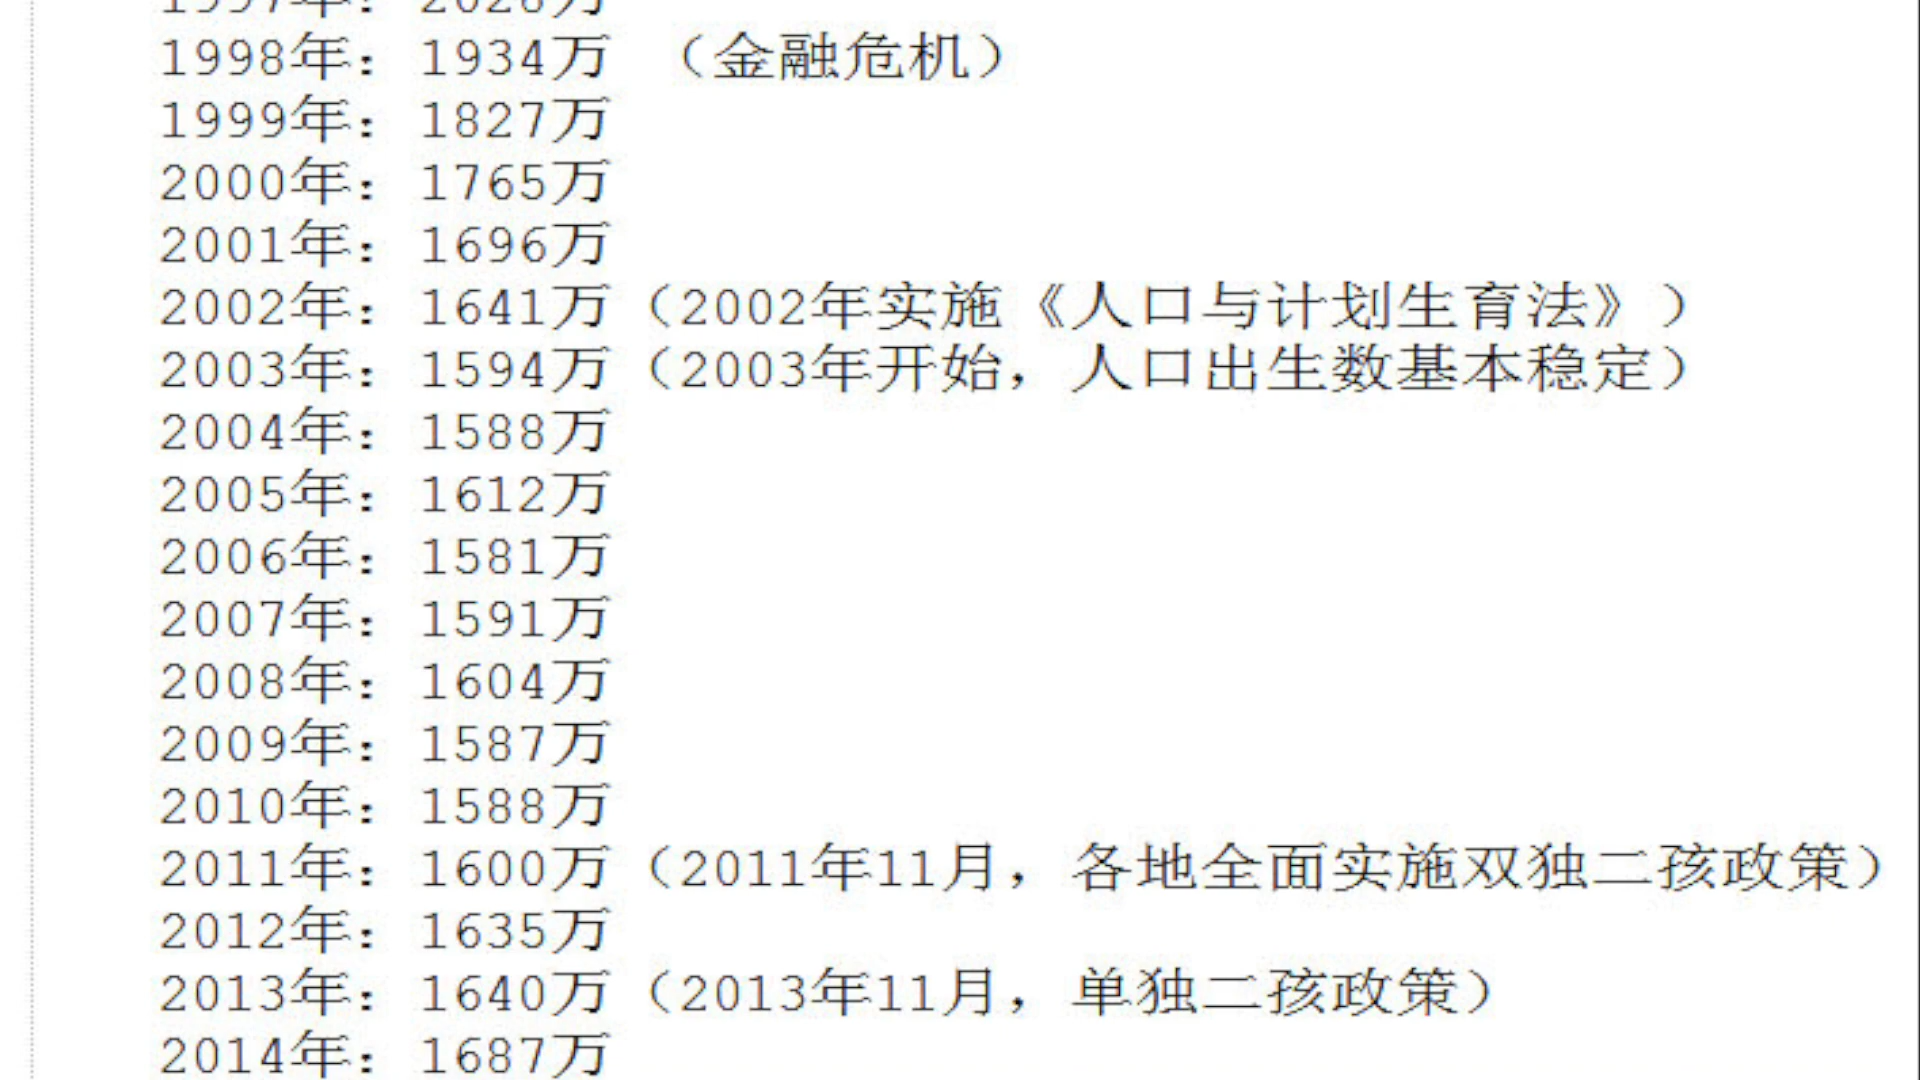 1998年：1934万 （金融危机）
1999年：1827万
2000年：1765万
2001年：1696万
2002年：1641万（2002年实施《人口与计划生育法》）
2003年：1594万（2003年开始，人口出生数基本稳定）
2004年：1588万
2005年：1612万
2006年：1581万
2007年：1591万
2008年：1604万
2009年：1587万
2010年：1588万
2011年：1600万（2011年11月，各地全面实施双独二孩政策）
2012年：1635万
2013年：1640万（2013年11月，单独二孩政策）
2014年：1687万